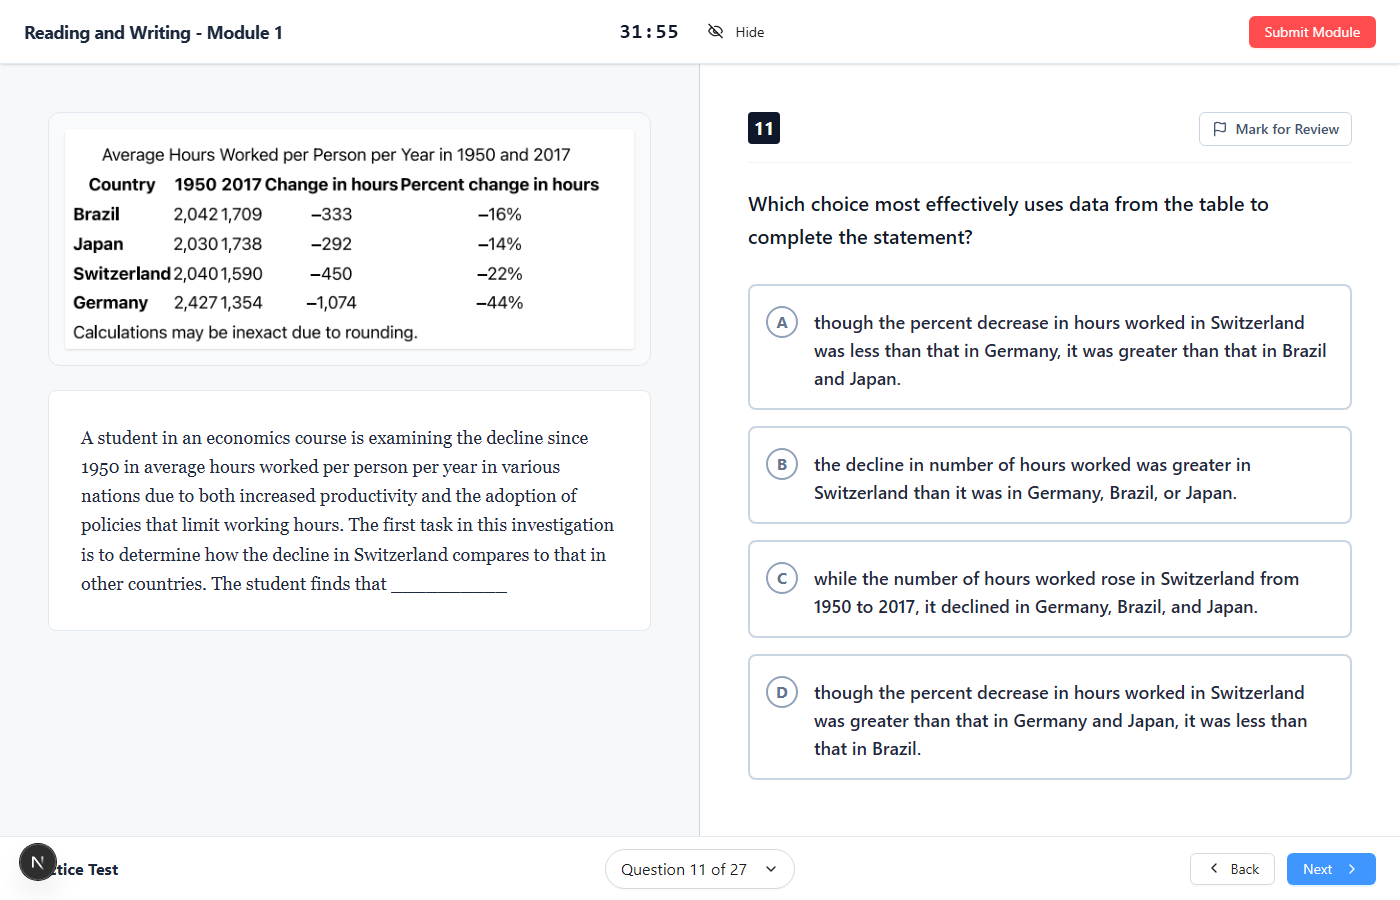 Reading and Writing - Module 1
31:55
Hide
Submit Module
Average Hours Worked per Person per Year in 1950 and 2017
Country 1950 2017 Change in hours Percent change in hours
Brazil 2,042 1,709 –333 –16%
Japan 2,030 1,738 –292 –14%
Switzerland 2,040 1,590 –450 –22%
Germany 2,427 1,354 –1,074 –44%
Calculations may be inexact due to rounding.
A student in an economics course is examining the decline since
1950 in average hours worked per person per year in various
nations due to both increased productivity and the adoption of
policies that limit working hours. The first task in this investigation
is to determine how the decline in Switzerland compares to that in
other countries. The student finds that ____________
11
Mark for Review
Which choice most effectively uses data from the table to
complete the statement?
A
though the percent decrease in hours worked in Switzerland
was less than that in Germany, it was greater than that in Brazil
and Japan.
B
the decline in number of hours worked was greater in
Switzerland than it was in Germany, Brazil, or Japan.
C
while the number of hours worked rose in Switzerland from
1950 to 2017, it declined in Germany, Brazil, and Japan.
D
though the percent decrease in hours worked in Switzerland
was greater than that in Germany and Japan, it was less than
that in Brazil.
N
tice Test
Question 11 of 27
Back
Next